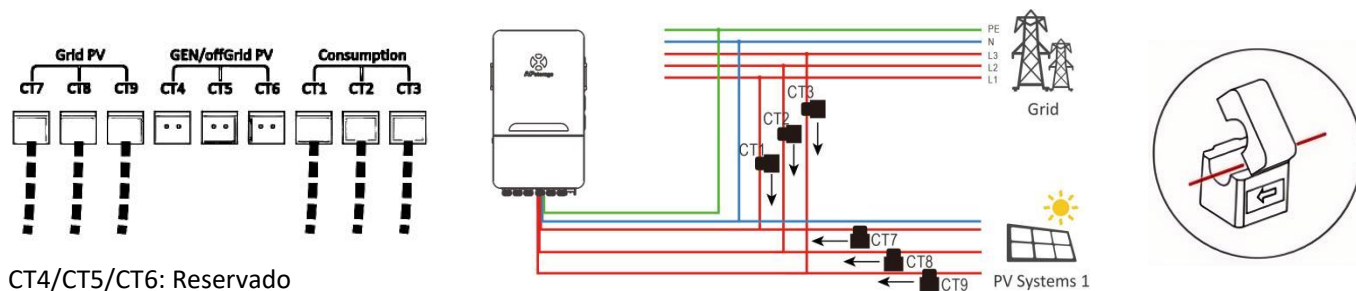 Grid PV GEN/offGrid PV Consumption
CT7 CT8 CT9 CT4 CT5 CT6 CT1 CT2 CT3
CT4/CT5/CT6: Reservado
APstorage
PE
N
L3
L2
L1
Grid
CT3
CT2
CT1
CT7
CT8
CT9
PV Systems 1